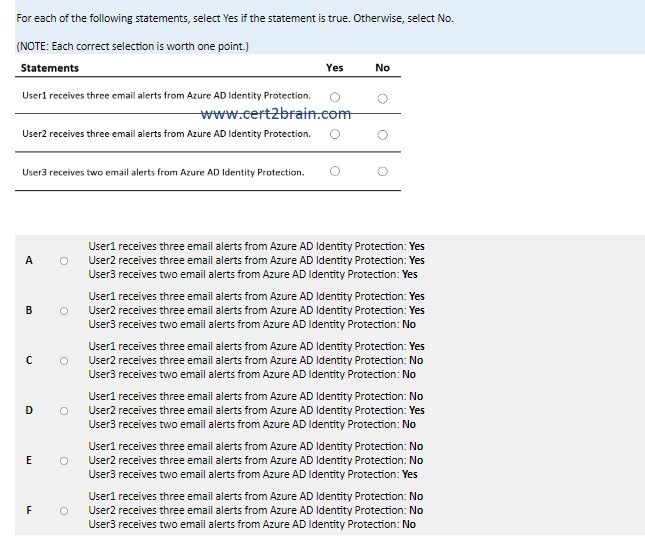 For each of the following statements, select Yes if the statement is true. Otherwise, select No.
(NOTE: Each correct selection is worth one point.)
Statements Yes No
User1 receives three email alerts from Azure AD Identity Protection.
www.cert2brain.com
User2 receives three email alerts from Azure AD Identity Protection.
User3 receives two email alerts from Azure AD Identity Protection.
User1 receives three email alerts from Azure AD Identity Protection: Yes
A User2 receives three email alerts from Azure AD Identity Protection: Yes
User3 receives two email alerts from Azure AD Identity Protection: Yes
User1 receives three email alerts from Azure AD Identity Protection: Yes
B User2 receives three email alerts from Azure AD Identity Protection: Yes
User3 receives two email alerts from Azure AD Identity Protection: No
User1 receives three email alerts from Azure AD Identity Protection: Yes
C User2 receives three email alerts from Azure AD Identity Protection: No
User3 receives two email alerts from Azure AD Identity Protection: No
User1 receives three email alerts from Azure AD Identity Protection: No
D User2 receives three email alerts from Azure AD Identity Protection: Yes
User3 receives two email alerts from Azure AD Identity Protection: No
User1 receives three email alerts from Azure AD Identity Protection: No
E User2 receives three email alerts from Azure AD Identity Protection: No
User3 receives two email alerts from Azure AD Identity Protection: Yes
User1 receives three email alerts from Azure AD Identity Protection: No
F User2 receives three email alerts from Azure AD Identity Protection: No
User3 receives two email alerts from Azure AD Identity Protection: No